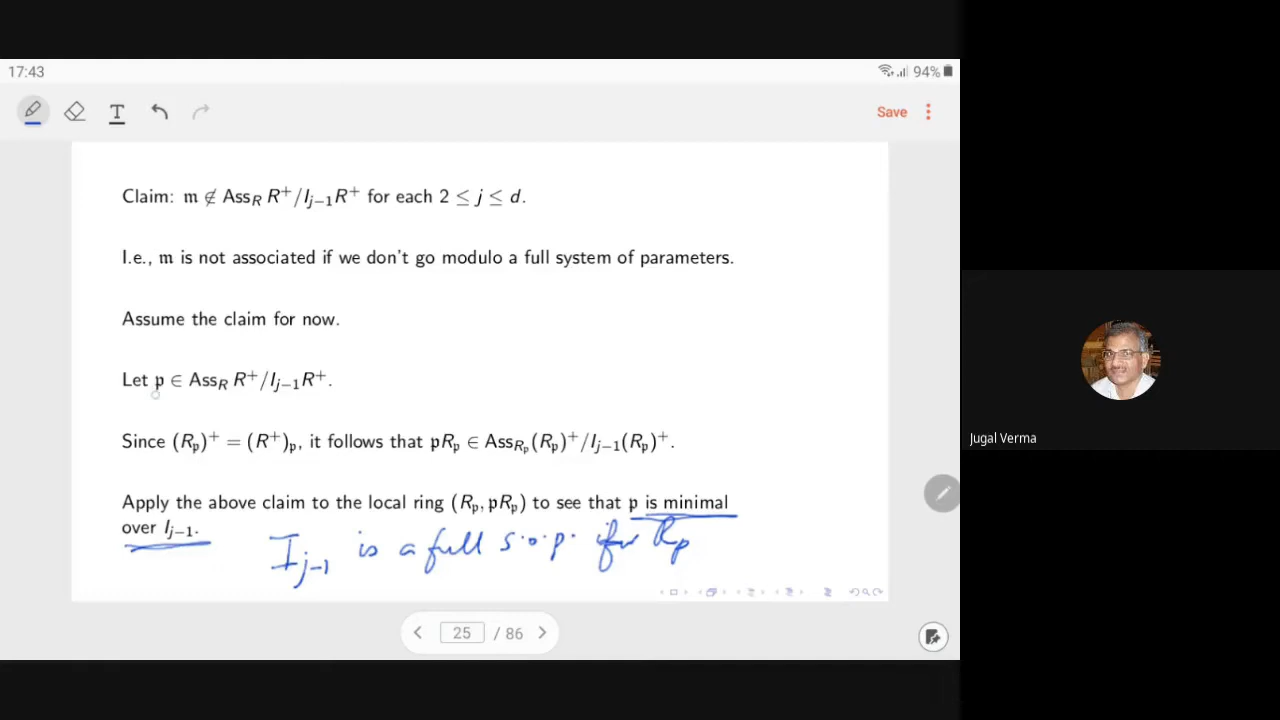 17:43
94%
T
Save
Claim: 𝔪 ∉ Ass_R R⁺/I_{j−1}R⁺ for each 2 ≤ j ≤ d.
I.e., 𝔪 is not associated if we don't go modulo a full system of parameters.
Assume the claim for now.
Let 𝔭 ∈ Ass_R R⁺/I_{j−1}R⁺.
Since (R_𝔭)⁺ = (R⁺)_𝔭, it follows that 𝔭R_𝔭 ∈ Ass_{R_𝔭}(R_𝔭)⁺/I_{j−1}(R_𝔭)⁺.
Apply the above claim to the local ring (R_𝔭, 𝔭R_𝔭) to see that 𝔭 is minimal
over I_{j−1}.
I_{j−1} is a full s.o.p. for R_p
25 / 86
Jugal Verma